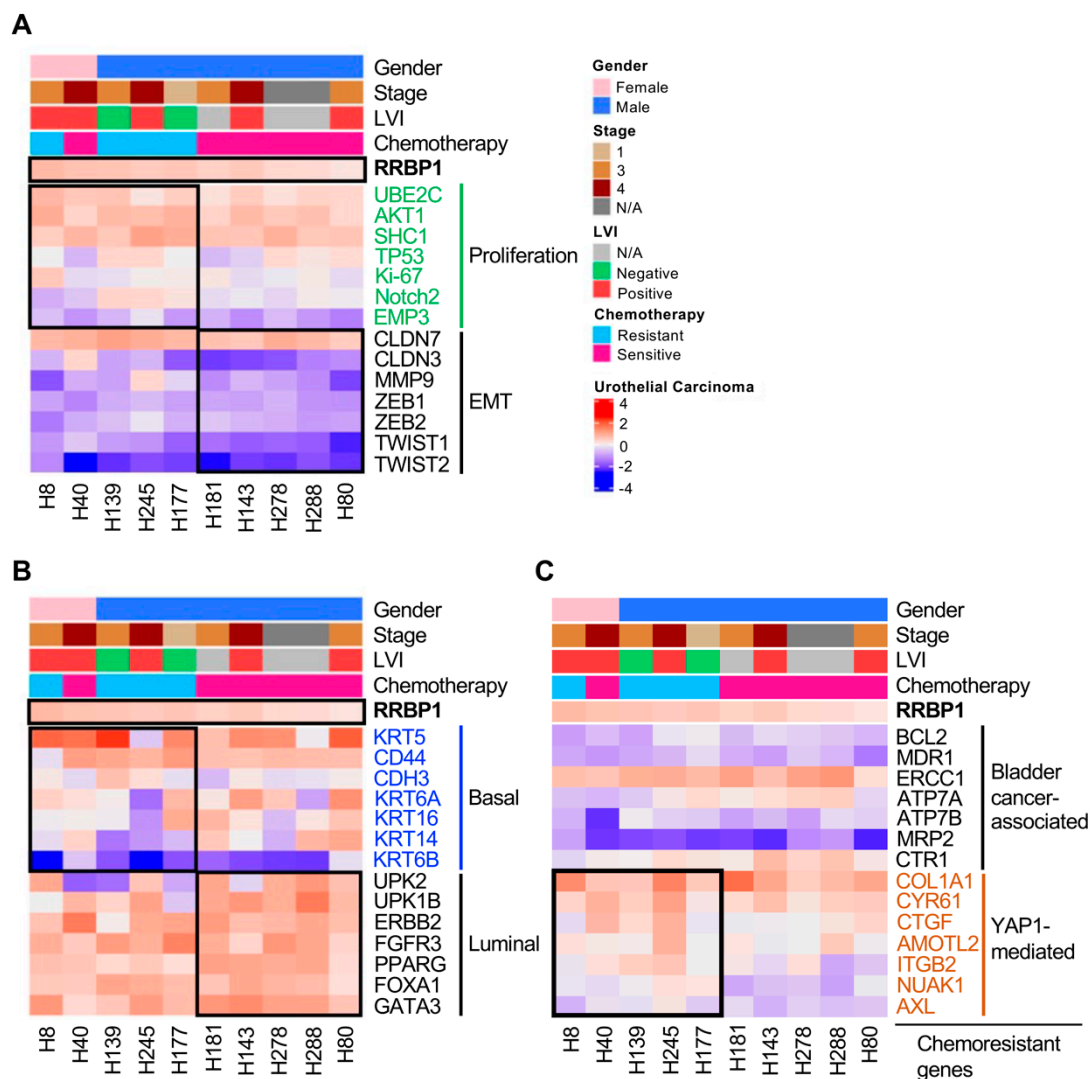 A
Gender
Stage
LVI
Chemotherapy
RRBP1
UBE2C
AKT1
SHC1
TP53
Ki-67
Notch2
EMP3
Proliferation
CLDN7
CLDN3
MMP9
ZEB1
ZEB2
TWIST1
TWIST2
EMT
H8
H40
H139
H245
H177
H181
H143
H278
H288
H80
Gender
Female
Male
Stage
1
3
4
N/A
LVI
N/A
Negative
Positive
Chemotherapy
Resistant
Sensitive
Urothelial Carcinoma
4
2
0
-2
-4
B
Gender
Stage
LVI
Chemotherapy
RRBP1
KRT5
CD44
CDH3
KRT6A
KRT16
KRT14
KRT6B
Basal
UPK2
UPK1B
ERBB2
FGFR3
PPARG
FOXA1
GATA3
Luminal
H8
H40
H139
H245
H177
H181
H143
H278
H288
H80
C
Gender
Stage
LVI
Chemotherapy
RRBP1
BCL2
MDR1
ERCC1
ATP7A
ATP7B
MRP2
CTR1
Bladder
cancer-
associated
COL1A1
CYR61
CTGF
AMOTL2
ITGB2
NUAK1
AXL
YAP1-
mediated
H8
H40
H139
H245
H177
H181
H143
H278
H288
H80
Chemoresistant
genes